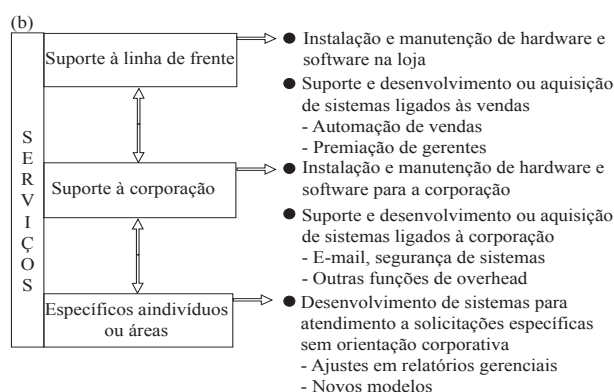 (b)
SERVIÇOS
Suporte à linha de frente
● Instalação e manutenção de hardware e
software na loja
● Suporte e desenvolvimento ou aquisição
de sistemas ligados às vendas
- Automação de vendas
- Premiação de gerentes
Suporte à corporação
● Instalação e manutenção de hardware e
software para a corporação
● Suporte e desenvolvimento ou aquisição
de sistemas ligados à corporação
- E-mail, segurança de sistemas
- Outras funções de overhead
Específicos aindivíduos
ou áreas
● Desenvolvimento de sistemas para
atendimento a solicitações específicas
sem orientação corporativa
- Ajustes em relatórios gerenciais
- Novos modelos